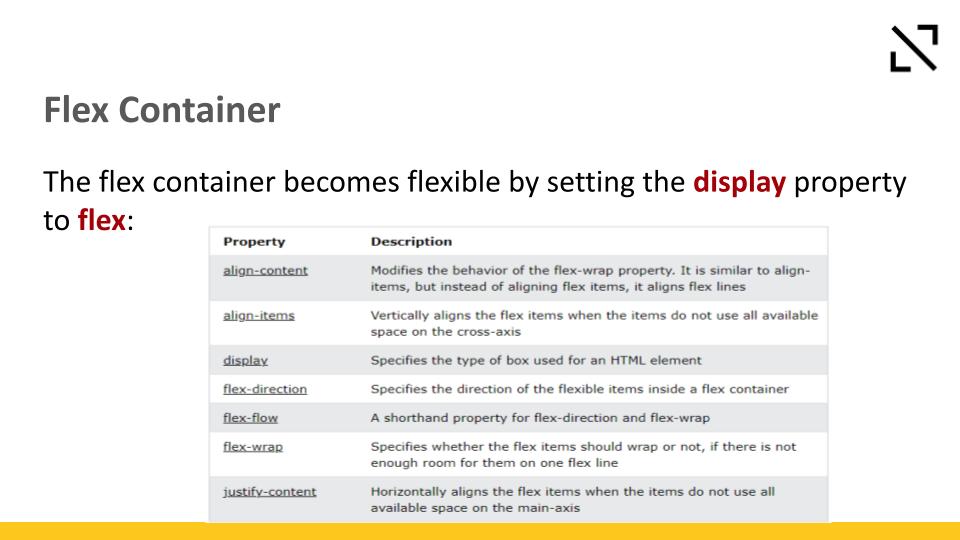 Flex Container
The flex container becomes flexible by setting the display property
to flex:
Property Description
align-content Modifies the behavior of the flex-wrap property. It is similar to align-
items, but instead of aligning flex items, it aligns flex lines
align-items Vertically aligns the flex items when the items do not use all available
space on the cross-axis
display Specifies the type of box used for an HTML element
flex-direction Specifies the direction of the flexible items inside a flex container
flex-flow A shorthand property for flex-direction and flex-wrap
flex-wrap Specifies whether the flex items should wrap or not, if there is not
enough room for them on one flex line
justify-content Horizontally aligns the flex items when the items do not use all
available space on the main-axis